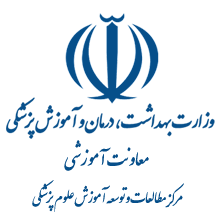 وزارت بهداشت، درمان و آموزش پزشکی
معاونت آموزشی
مرکز مطالعات و توسعه آموزش علوم پزشکی